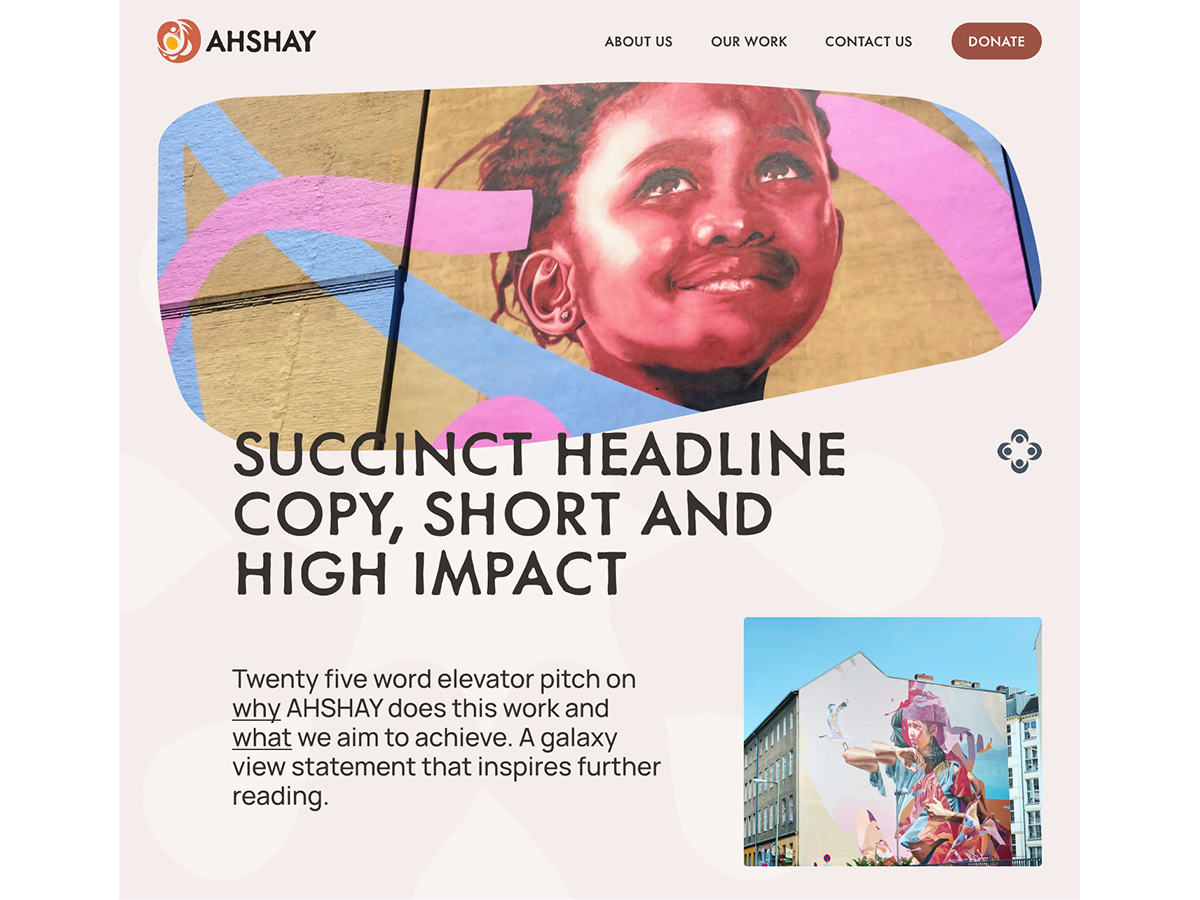 AHSHAY
ABOUT US
OUR WORK
CONTACT US
DONATE
SUCCINCT HEADLINE
COPY, SHORT AND
HIGH IMPACT
Twenty five word elevator pitch on
why AHSHAY does this work and
what we aim to achieve. A galaxy
view statement that inspires further
reading.